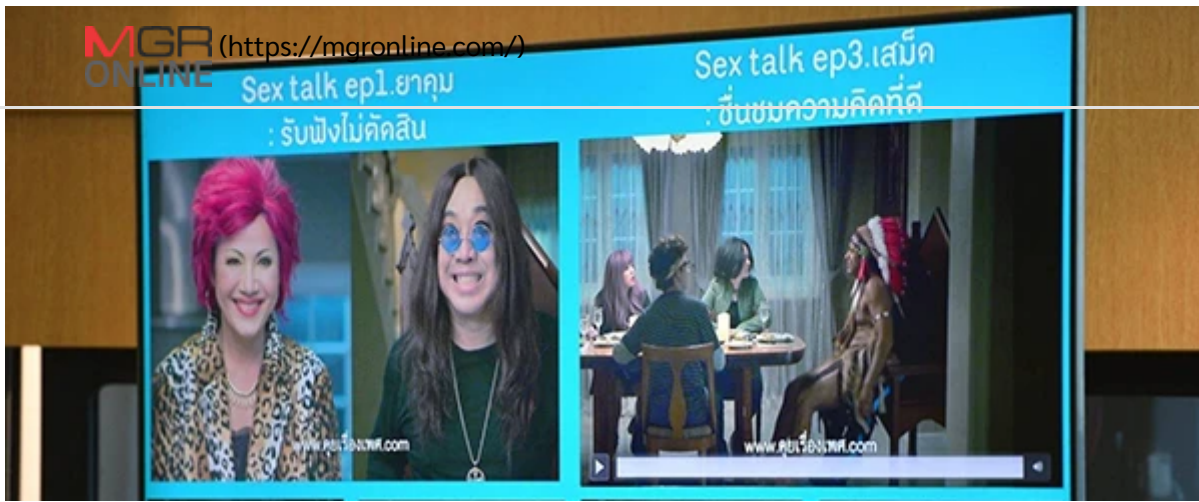 MGR
ONLINE
(https://mgronline.com/)
Sex talk ep1.ยาคุม
: รับฟังไม่ตัดสิน
Sex talk ep3.เสม็ด
: ชื่นชมความคิดที่ดี
www.คุยเรื่องเพศ.com
www.คุยเรื่องเพศ.com